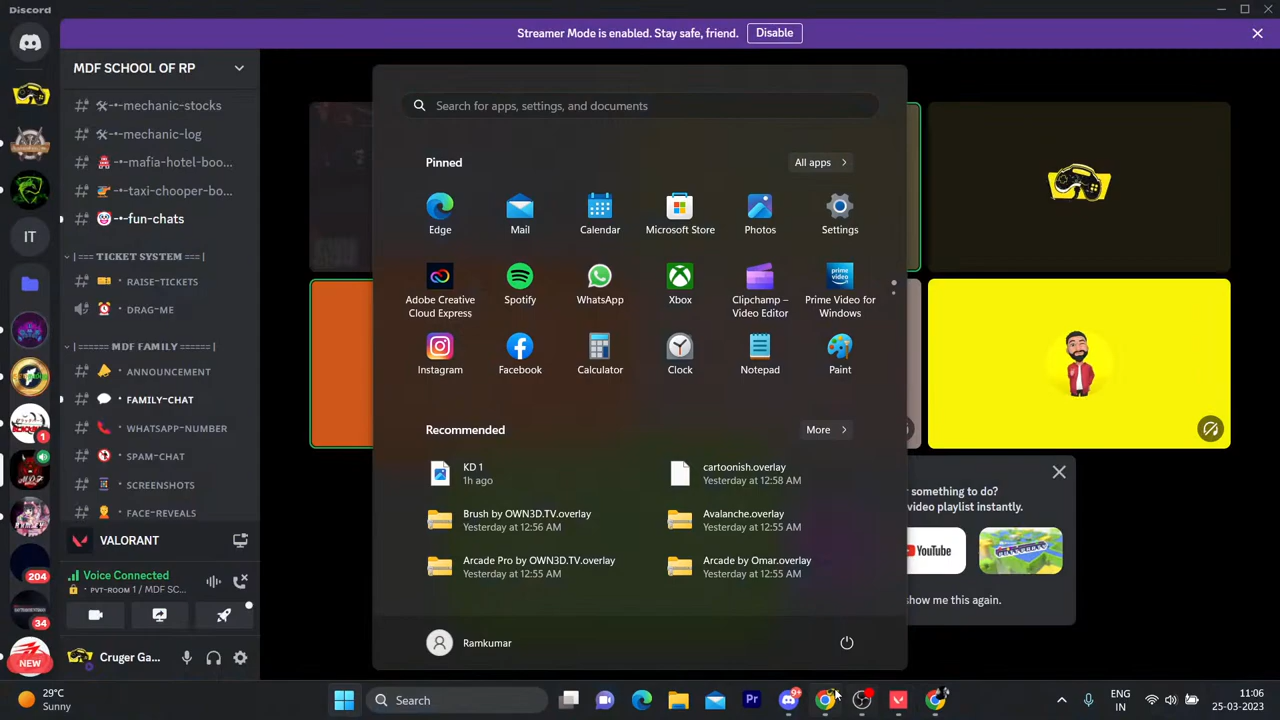 Discord
Streamer Mode is enabled. Stay safe, friend.
Disable
MDF SCHOOL OF RP
-•-mechanic-stocks
-•-mechanic-log
-•-mafia-hotel-boo...
-•-taxi-chooper-bo...
-•-fun-chats
| === TICKET SYSTEM === |
• RAISE-TICKETS
• DRAG-ME
| ====== MDF FAMILY ====== |
• ANNOUNCEMENT
• FAMILY-CHAT
• WHATSAPP-NUMBER
• SPAM-CHAT
• SCREENSHOTS
• FACE-REVEALS
IT
1
204
34
NEW
VALORANT
Voice Connected
PVT-ROOM 1 / MDF SC...
Cruger Ga...
Search for apps, settings, and documents
Pinned
All apps
Edge
Mail
Calendar
Microsoft Store
Photos
Settings
Adobe Creative Cloud Express
Spotify
WhatsApp
Xbox
Clipchamp – Video Editor
prime video
Prime Video for Windows
Instagram
Facebook
Calculator
Clock
Notepad
Paint
Recommended
More
KD 1
1h ago
cartoonish.overlay
Yesterday at 12:58 AM
Brush by OWN3D.TV.overlay
Yesterday at 12:56 AM
Avalanche.overlay
Yesterday at 12:55 AM
Arcade Pro by OWN3D.TV.overlay
Yesterday at 12:55 AM
Arcade by Omar.overlay
Yesterday at 12:55 AM
Ramkumar
something to do?
video playlist instantly.
YouTube
show me this again.
29°C
Sunny
Search
Pr
9+
ENG
IN
11:06
25-03-2023